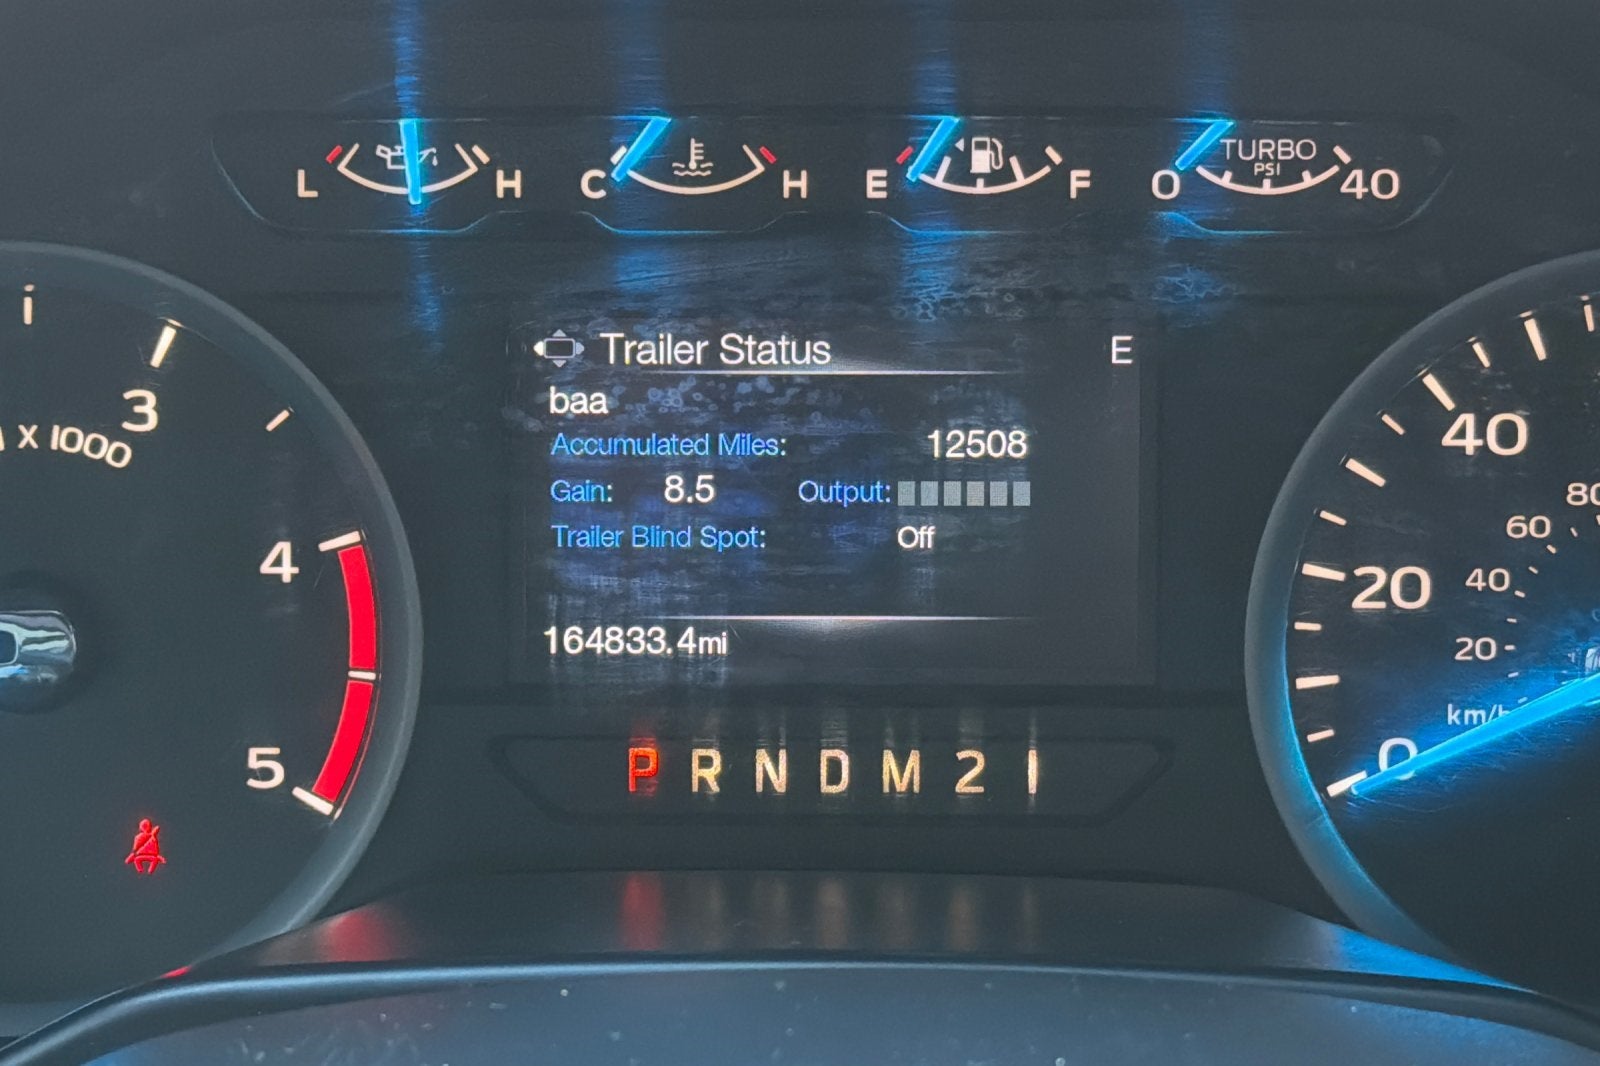 L H C H E F 0 TURBO PSI 40
Trailer Status E
baa
Accumulated Miles: 12508
Gain: 8.5 Output:
Trailer Blind Spot: Off
164833.4mi
P R N D M 2 1
3
x 1000
4
5
40
20
0
80
60
40
20
km/h